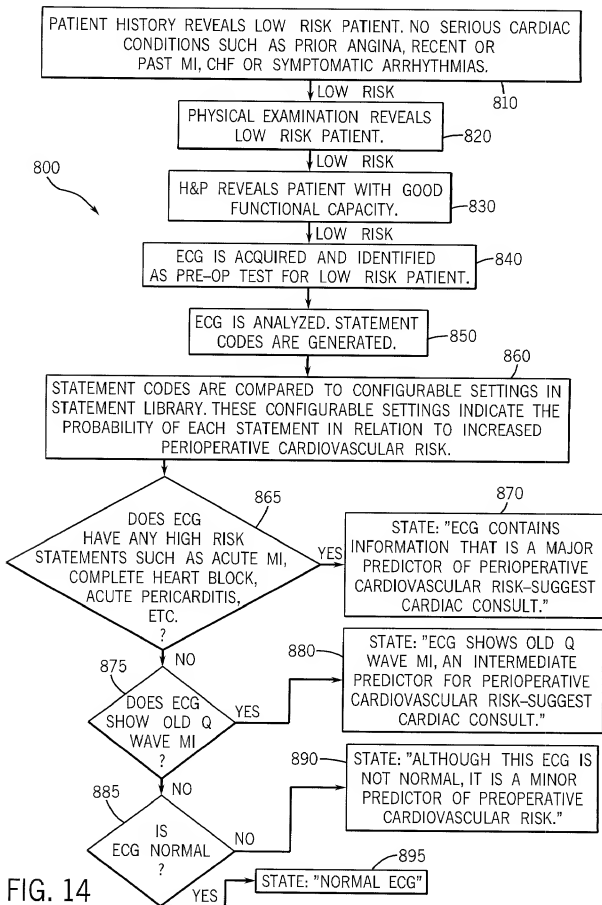 PATIENT HISTORY REVEALS LOW RISK PATIENT. NO SERIOUS CARDIAC
CONDITIONS SUCH AS PRIOR ANGINA, RECENT OR
PAST MI, CHF OR SYMPTOMATIC ARRHYTHMIAS.
810
LOW RISK
PHYSICAL EXAMINATION REVEALS
LOW RISK PATIENT.
820
LOW RISK
800
H&P REVEALS PATIENT WITH GOOD
FUNCTIONAL CAPACITY.
830
LOW RISK
ECG IS ACQUIRED AND IDENTIFIED
AS PRE-OP TEST FOR LOW RISK PATIENT.
840
ECG IS ANALYZED. STATEMENT
CODES ARE GENERATED.
850
860
STATEMENT CODES ARE COMPARED TO CONFIGURABLE SETTINGS IN
STATEMENT LIBRARY. THESE CONFIGURABLE SETTINGS INDICATE THE
PROBABILITY OF EACH STATEMENT IN RELATION TO INCREASED
PERIOPERATIVE CARDIOVASCULAR RISK.
865
DOES ECG
HAVE ANY HIGH RISK
STATEMENTS SUCH AS ACUTE MI,
COMPLETE HEART BLOCK,
ACUTE PERICARDITIS,
ETC.
?
YES
870
STATE: "ECG CONTAINS
INFORMATION THAT IS A MAJOR
PREDICTOR OF PERIOPERATIVE
CARDIOVASCULAR RISK-SUGGEST
CARDIAC CONSULT."
NO
875
DOES ECG
SHOW OLD Q
WAVE MI
?
YES
880
STATE: "ECG SHOWS OLD Q
WAVE MI, AN INTERMEDIATE
PREDICTOR FOR PERIOPERATIVE
CARDIOVASCULAR RISK-SUGGEST
CARDIAC CONSULT."
NO
885
IS
ECG NORMAL
?
NO
890
STATE: "ALTHOUGH THIS ECG IS
NOT NORMAL, IT IS A MINOR
PREDICTOR OF PREOPERATIVE
CARDIOVASCULAR RISK."
YES
895
STATE: "NORMAL ECG"
FIG. 14